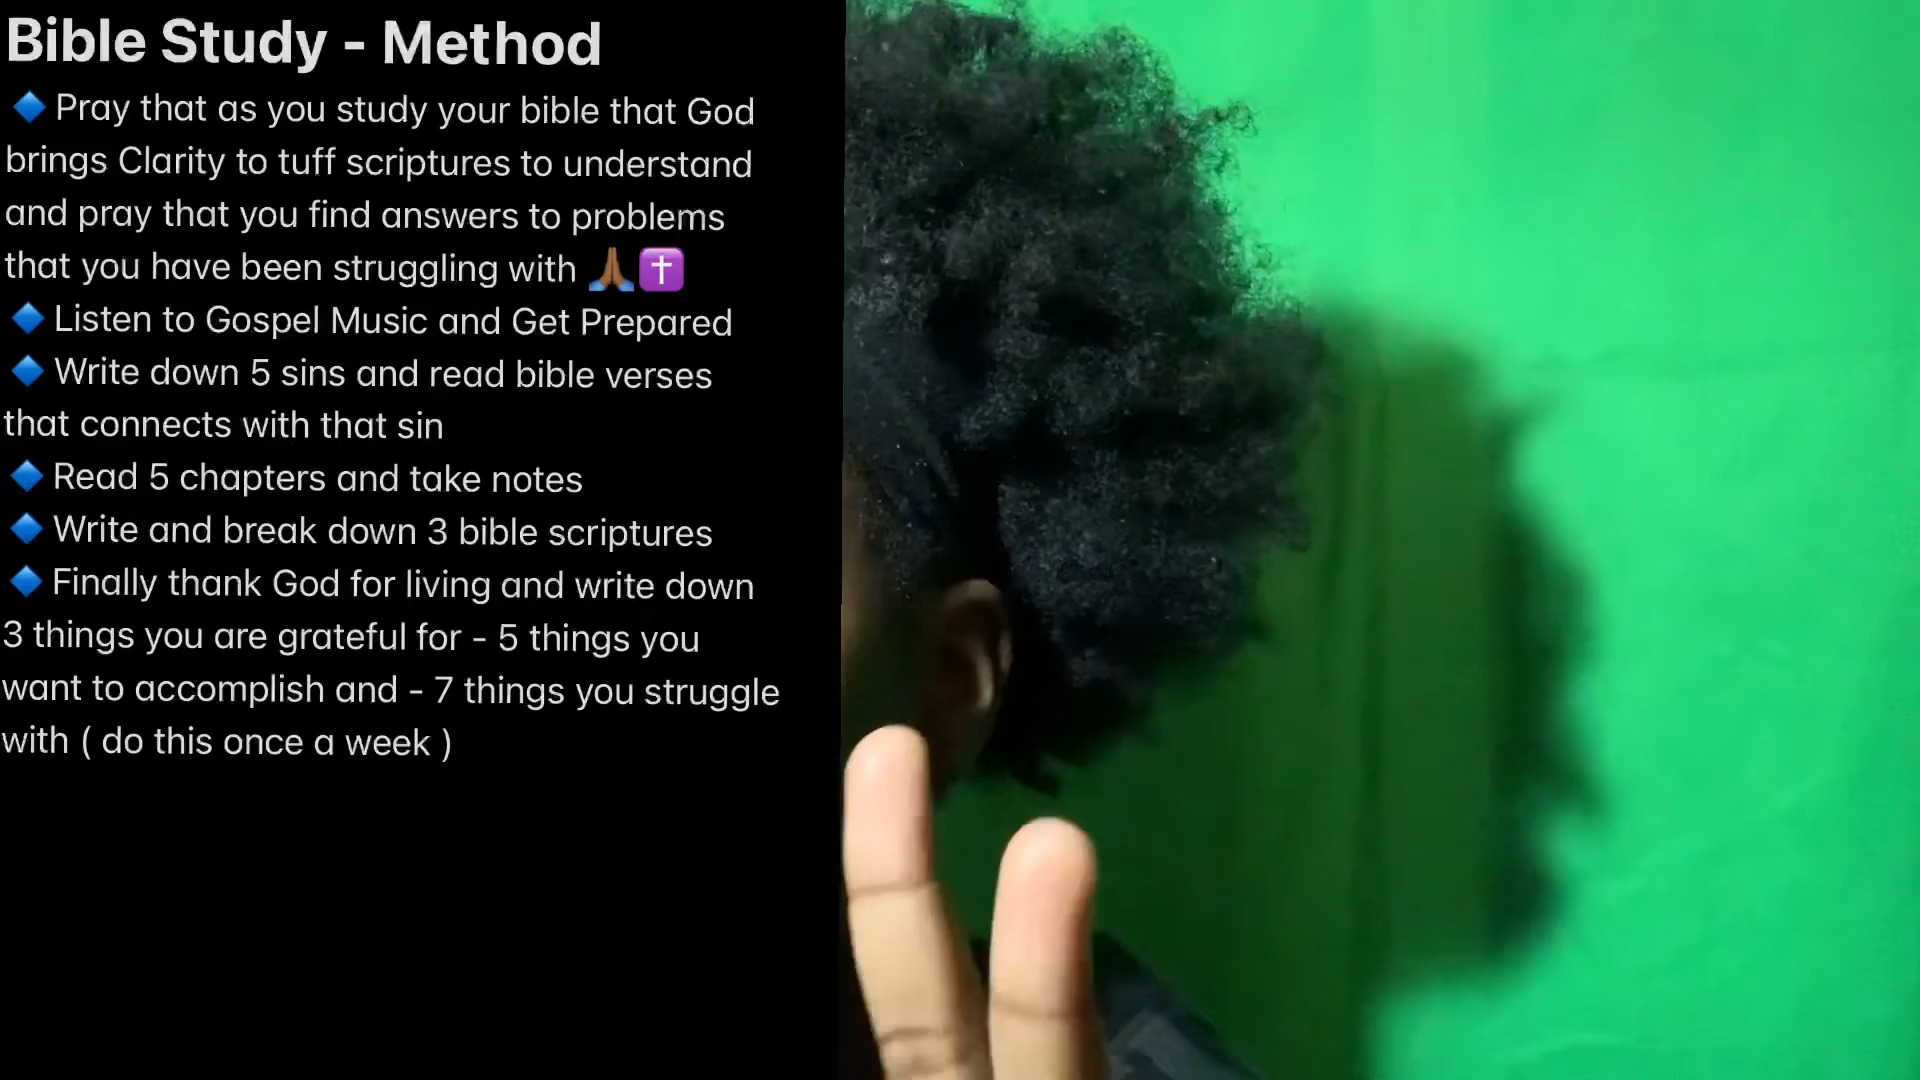 Bible Study - Method
🔷 Pray that as you study your bible that God
brings Clarity to tuff scriptures to understand
and pray that you find answers to problems
that you have been struggling with 🙏🏾✝️
🔷 Listen to Gospel Music and Get Prepared
🔷 Write down 5 sins and read bible verses
that connects with that sin
🔷 Read 5 chapters and take notes
🔷 Write and break down 3 bible scriptures
🔷 Finally thank God for living and write down
3 things you are grateful for - 5 things you
want to accomplish and - 7 things you struggle
with ( do this once a week )